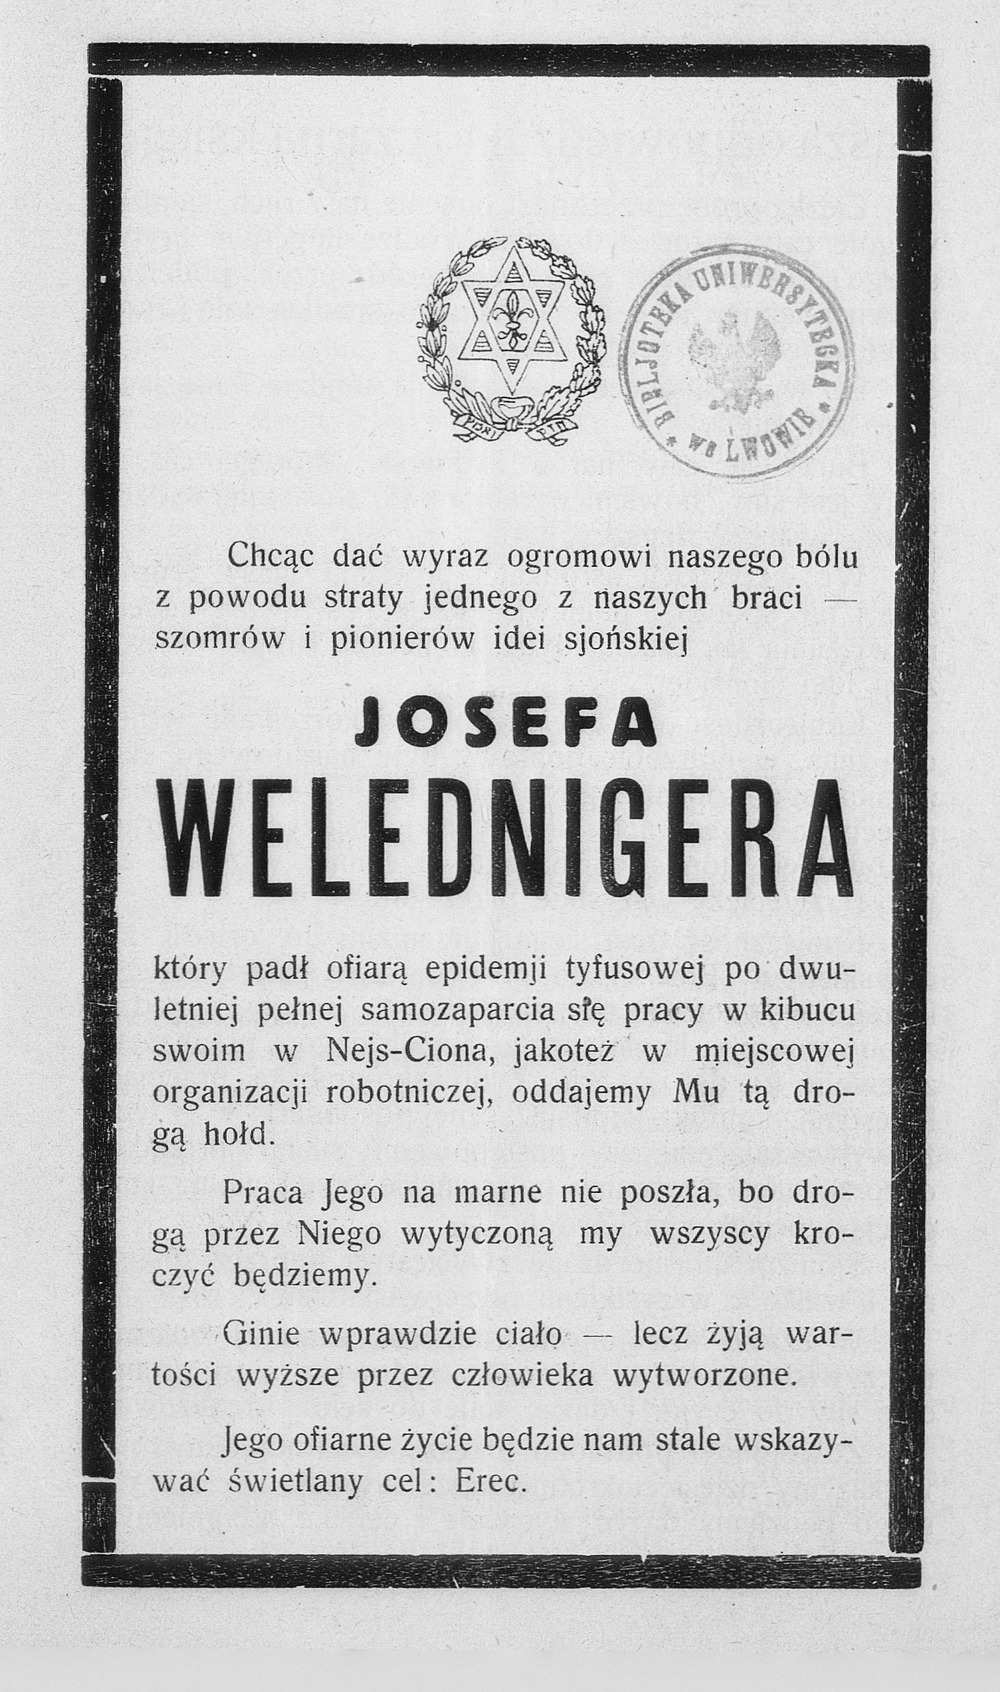 BIBLJOTEKA UNIWERSYTECKA
* WE LWOWIE *
Chcąc dać wyraz ogromowi naszego bólu
z powodu straty jednego z naszych braci —
szomrów i pionierów idei sjońskiej
JOSEFA
WELEDNIGERA
który padł ofiarą epidemji tyfusowej po dwu-
letniej pełnej samozaparcia się pracy w kibucu
swoim w Nejs-Ciona, jakoteż w miejscowej
organizacji robotniczej, oddajemy Mu tą dro-
gą hołd.
Praca Jego na marne nie poszła, bo dro-
gą przez Niego wytyczoną my wszyscy kro-
czyć będziemy.
Ginie wprawdzie ciało — lecz żyją war-
tości wyższe przez człowieka wytworzone.
Jego ofiarne życie będzie nam stale wskazy-
wać świetlany cel: Erec.